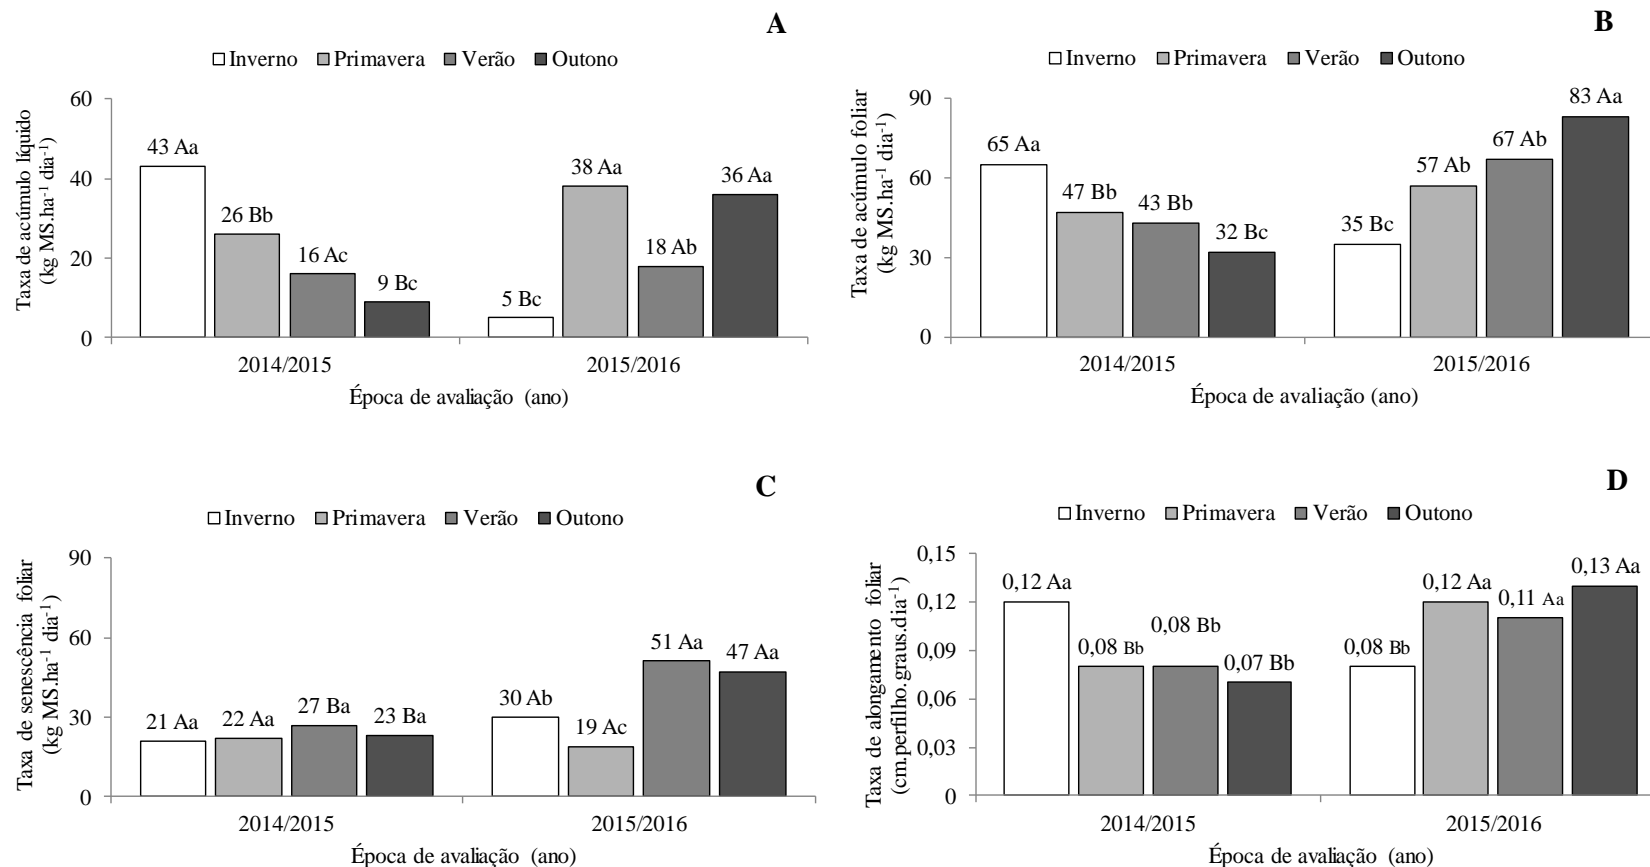 A
Inverno Primavera Verão Outono
Taxa de acúmulo líquido
(kg MS.ha⁻¹ dia⁻¹)
60
40
20
0
43 Aa
26 Bb
16 Ac
9 Bc
5 Bc
38 Aa
18 Ab
36 Aa
2014/2015 2015/2016
Época de avaliação (ano)
B
Inverno Primavera Verão Outono
Taxa de acúmulo foliar
(kg MS.ha⁻¹ dia⁻¹)
90
60
30
0
65 Aa
47 Bb
43 Bb
32 Bc
35 Bc
57 Ab
67 Ab
83 Aa
2014/2015 2015/2016
Época de avaliação (ano)
C
Inverno Primavera Verão Outono
Taxa de senescência foliar
(kg MS.ha⁻¹ dia⁻¹)
90
60
30
0
21 Aa
22 Aa
27 Ba
23 Ba
30 Ab
19 Ac
51 Aa
47 Aa
2014/2015 2015/2016
Época de avaliação (ano)
D
Inverno Primavera Verão Outono
Taxa de alongamento foliar
(cm.perfilho.graus.dia⁻¹)
0,15
0,12
0,09
0,06
0,03
0
0,12 Aa
0,08 Bb
0,08 Bb
0,07 Bb
0,08 Bb
0,12 Aa
0,11 Aa
0,13 Aa
2014/2015 2015/2016
Época de avaliação (ano)